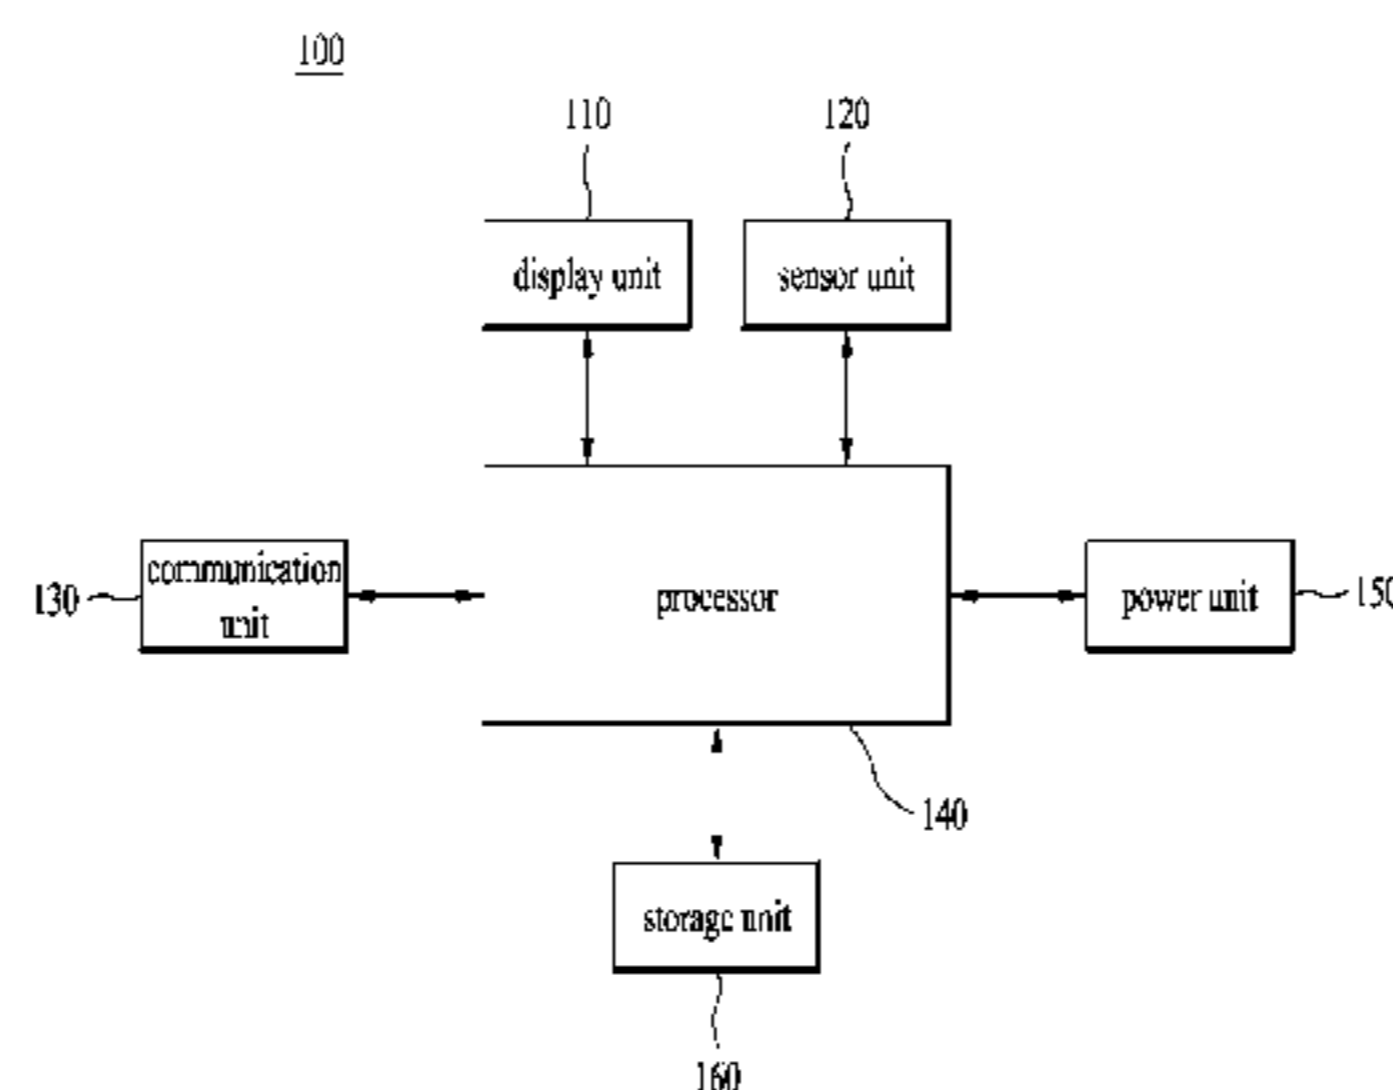 100
110
120
display unit
sensor unit
130
communication
unit
processor
power unit
150
140
storage unit
160